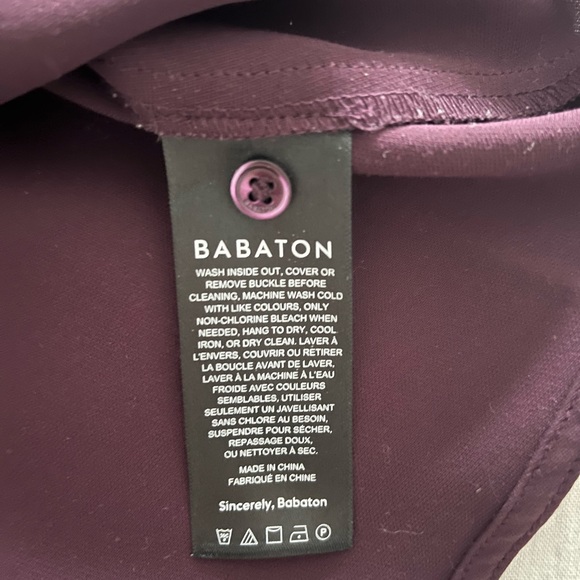 BABATON
WASH INSIDE OUT, COVER OR
REMOVE BUCKLE BEFORE
CLEANING, MACHINE WASH COLD
WITH LIKE COLOURS, ONLY
NON-CHLORINE BLEACH WHEN
NEEDED, HANG TO DRY, COOL
IRON, OR DRY CLEAN. LAVER À
L'ENVERS, COUVRIR OU RETIRER
LA BOUCLE AVANT DE LAVER,
LAVER À LA MACHINE À L'EAU
FROIDE AVEC COULEURS
SEMBLABLES, UTILISER
SEULEMENT UN JAVELLISANT
SANS CHLORE AU BESOIN,
SUSPENDRE POUR SÉCHER,
REPASSAGE DOUX,
OU NETTOYER À SEC.
MADE IN CHINA
FABRIQUÉ EN CHINE
Sincerely, Babaton
P